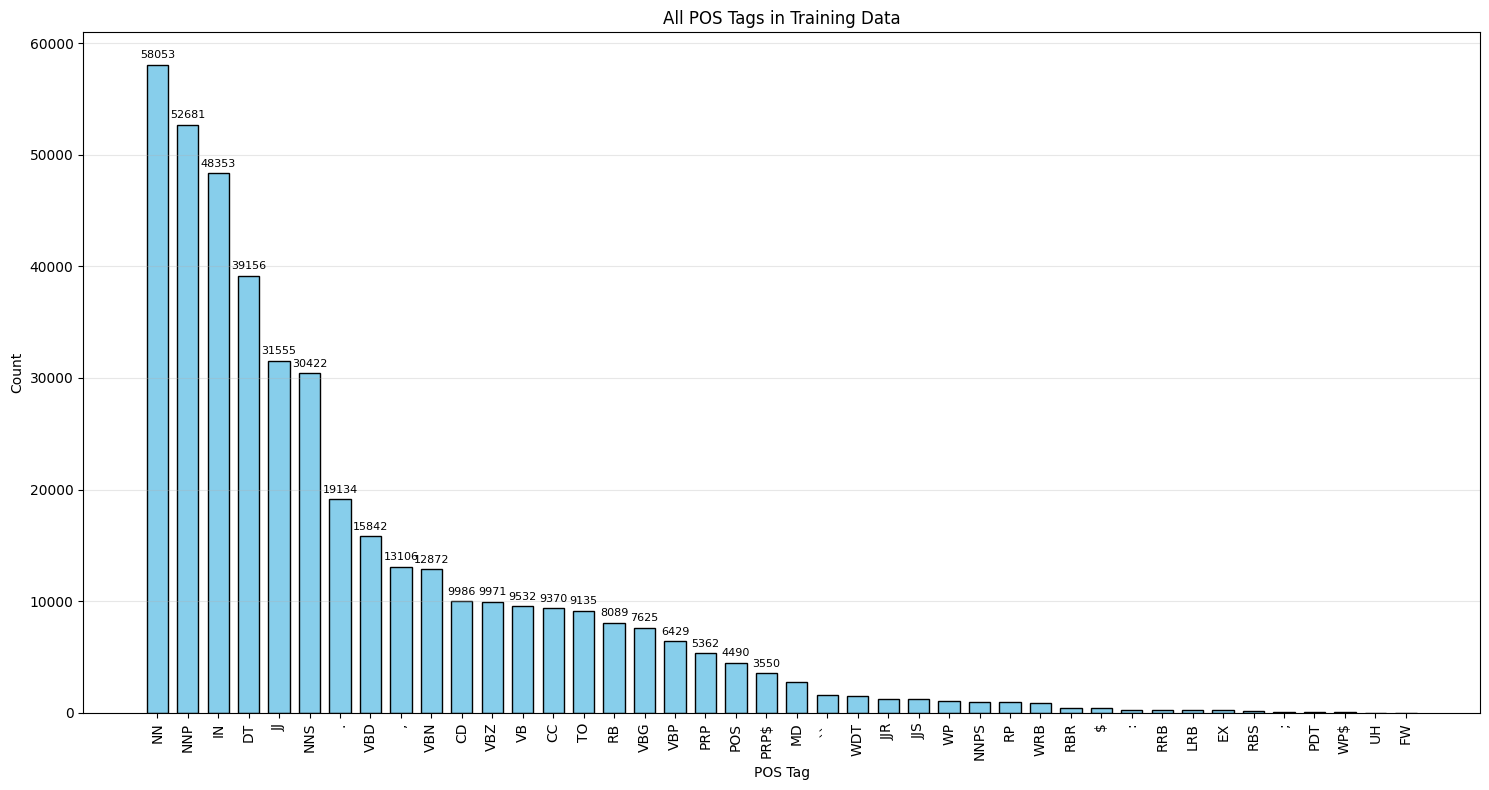 All POS Tags in Training Data
60000
50000
40000
30000
20000
10000
0
Count
58053
52681
48353
39156
31555
30422
19134
15842
13106
12872
9986
9971
9532
9370
9135
8089
7625
6429
5362
4490
3550
NN
NNP
IN
DT
JJ
NNS
.
VBD
,
VBN
CD
VBZ
VB
CC
TO
RB
VBG
VBP
PRP
POS
PRP$
MD
``
WDT
JJR
JJS
WP
NNPS
RP
WRB
RBR
$
:
RRB
LRB
EX
RBS
;
PDT
WP$
UH
FW
POS Tag